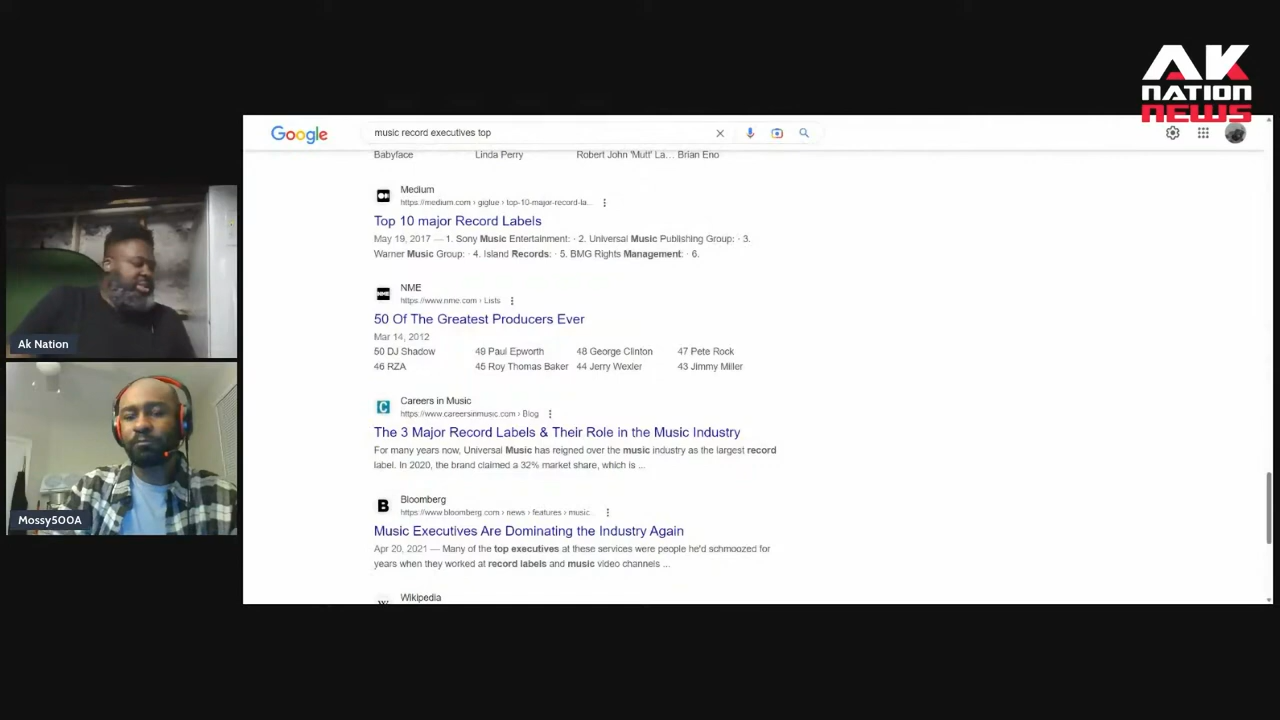 AK
NATION
NEWS
Google
music record executives top
Babyface Linda Perry Robert John 'Mutt' La... Brian Eno
Medium
https://medium.com › giglue › top-10-major-record-la...
Top 10 major Record Labels
May 19, 2017 — 1. Sony Music Entertainment: · 2. Universal Music Publishing Group: · 3.
Warner Music Group: · 4. Island Records: · 5. BMG Rights Management: · 6.
NME
NME
https://www.nme.com › Lists
50 Of The Greatest Producers Ever
Mar 14, 2012
50 DJ Shadow 49 Paul Epworth 48 George Clinton 47 Pete Rock
46 RZA 45 Roy Thomas Baker 44 Jerry Wexler 43 Jimmy Miller
C
Careers in Music
https://www.careersinmusic.com › Blog
The 3 Major Record Labels & Their Role in the Music Industry
For many years now, Universal Music has reigned over the music industry as the largest record
label. In 2020, the brand claimed a 32% market share, which is ...
B
Bloomberg
https://www.bloomberg.com › news › features › music...
Music Executives Are Dominating the Industry Again
Apr 20, 2021 — Many of the top executives at these services were people he'd schmoozed for
years when they worked at record labels and music video channels ...
W
Wikipedia
Ak Nation
Mossy500A